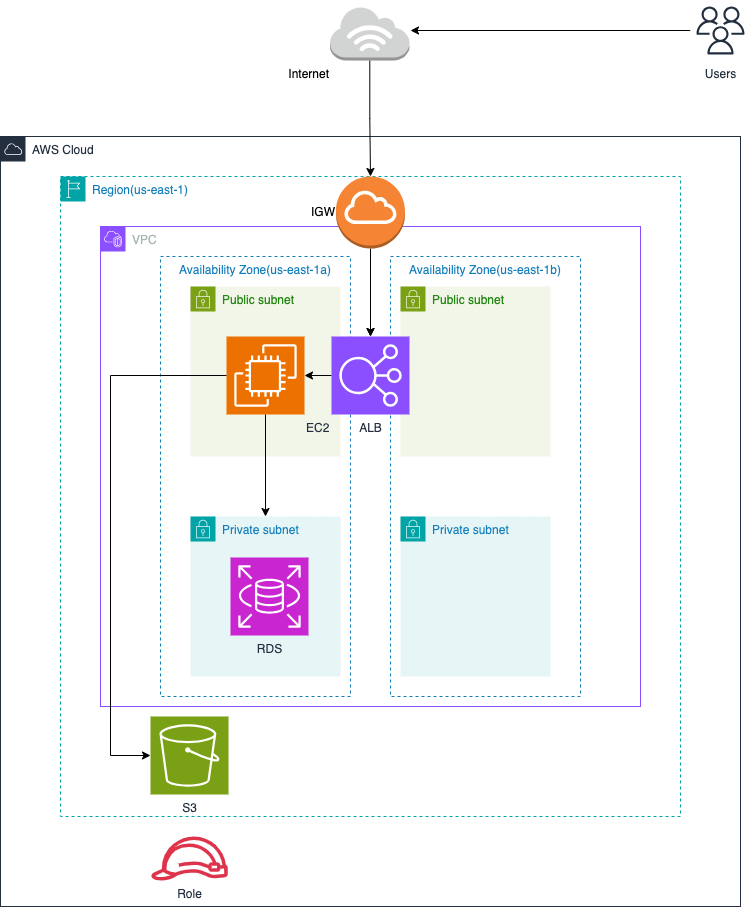 Internet
Users
AWS Cloud
Region(us-east-1)
IGW
VPC
Availability Zone(us-east-1a)
Availability Zone(us-east-1b)
Public subnet
Public subnet
EC2
ALB
Private subnet
Private subnet
RDS
S3
Role